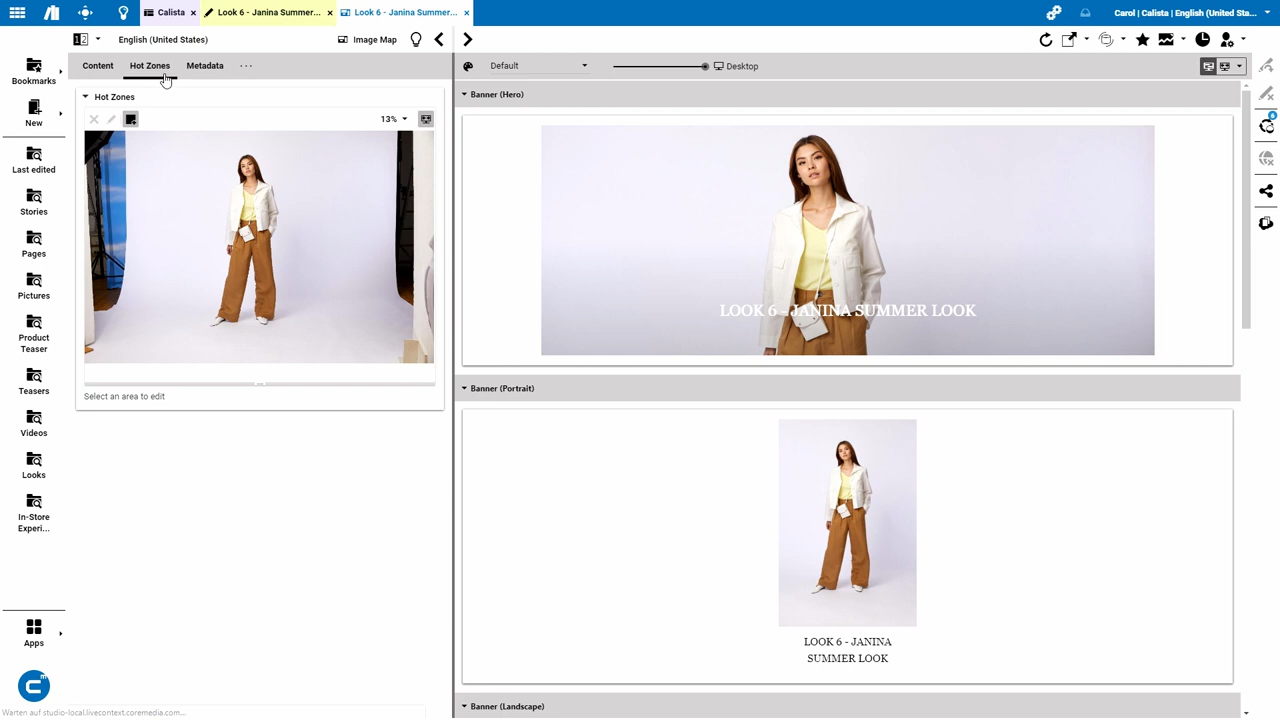 Calista
Look 6 - Janina Summer...
Look 6 - Janina Summer...
Carol | Calista | English (United Sta...
English (United States)
Image Map
Content
Hot Zones
Metadata
Default
Desktop
Bookmarks
New
Last edited
Stories
Pages
Pictures
Product
Teaser
Teasers
Videos
Looks
In-Store
Experi...
Apps
Hot Zones
13%
Select an area to edit
Banner (Hero)
LOOK 6 - JANINA SUMMER LOOK
Banner (Portrait)
LOOK 6 - JANINA
SUMMER LOOK
Banner (Landscape)
Warten auf studio-local.livecontext.coremedia.com...